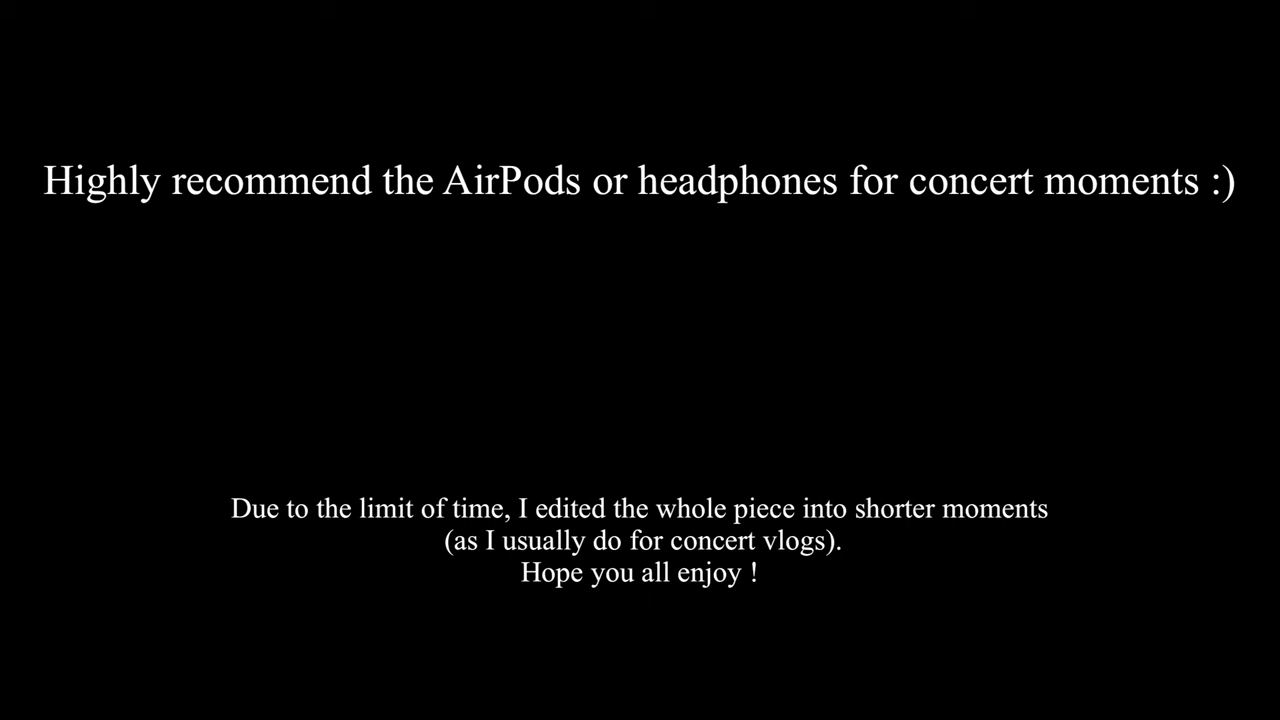 Highly recommend the AirPods or headphones for concert moments :)
Due to the limit of time, I edited the whole piece into shorter moments
(as I usually do for concert vlogs).
Hope you all enjoy !